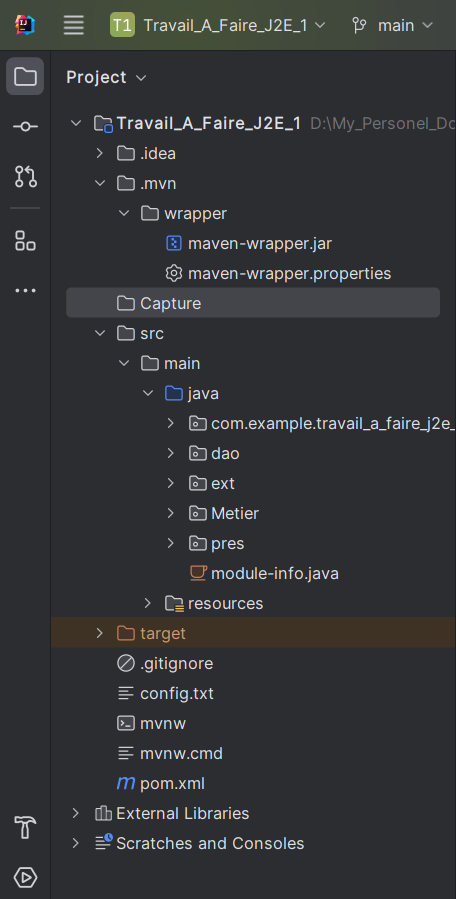 T1 Travail_A_Faire_J2E_1 main
Project
Travail_A_Faire_J2E_1 D:\My_Personel_Do
.idea
.mvn
wrapper
maven-wrapper.jar
maven-wrapper.properties
Capture
src
main
java
com.example.travail_a_faire_j2e_
dao
ext
Metier
pres
module-info.java
resources
target
.gitignore
config.txt
mvnw
mvnw.cmd
pom.xml
External Libraries
Scratches and Consoles